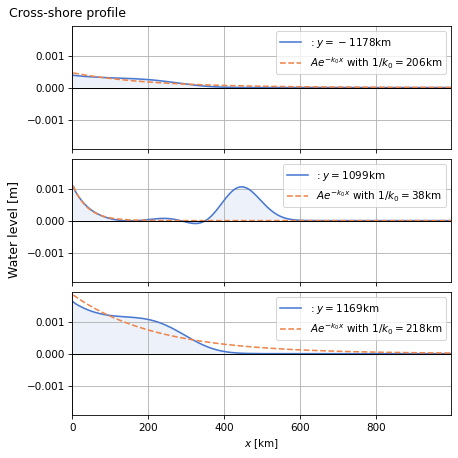 Cross-shore profile
0.001
0.000
−0.001
: y = −1178km
Ae^{−k_0x} with 1/k_0 = 206km
Water level [m]
0.001
0.000
−0.001
: y = 1099km
Ae^{−k_0x} with 1/k_0 = 38km
0.001
0.000
−0.001
: y = 1169km
Ae^{−k_0x} with 1/k_0 = 218km
0 200 400 600 800
x [km]